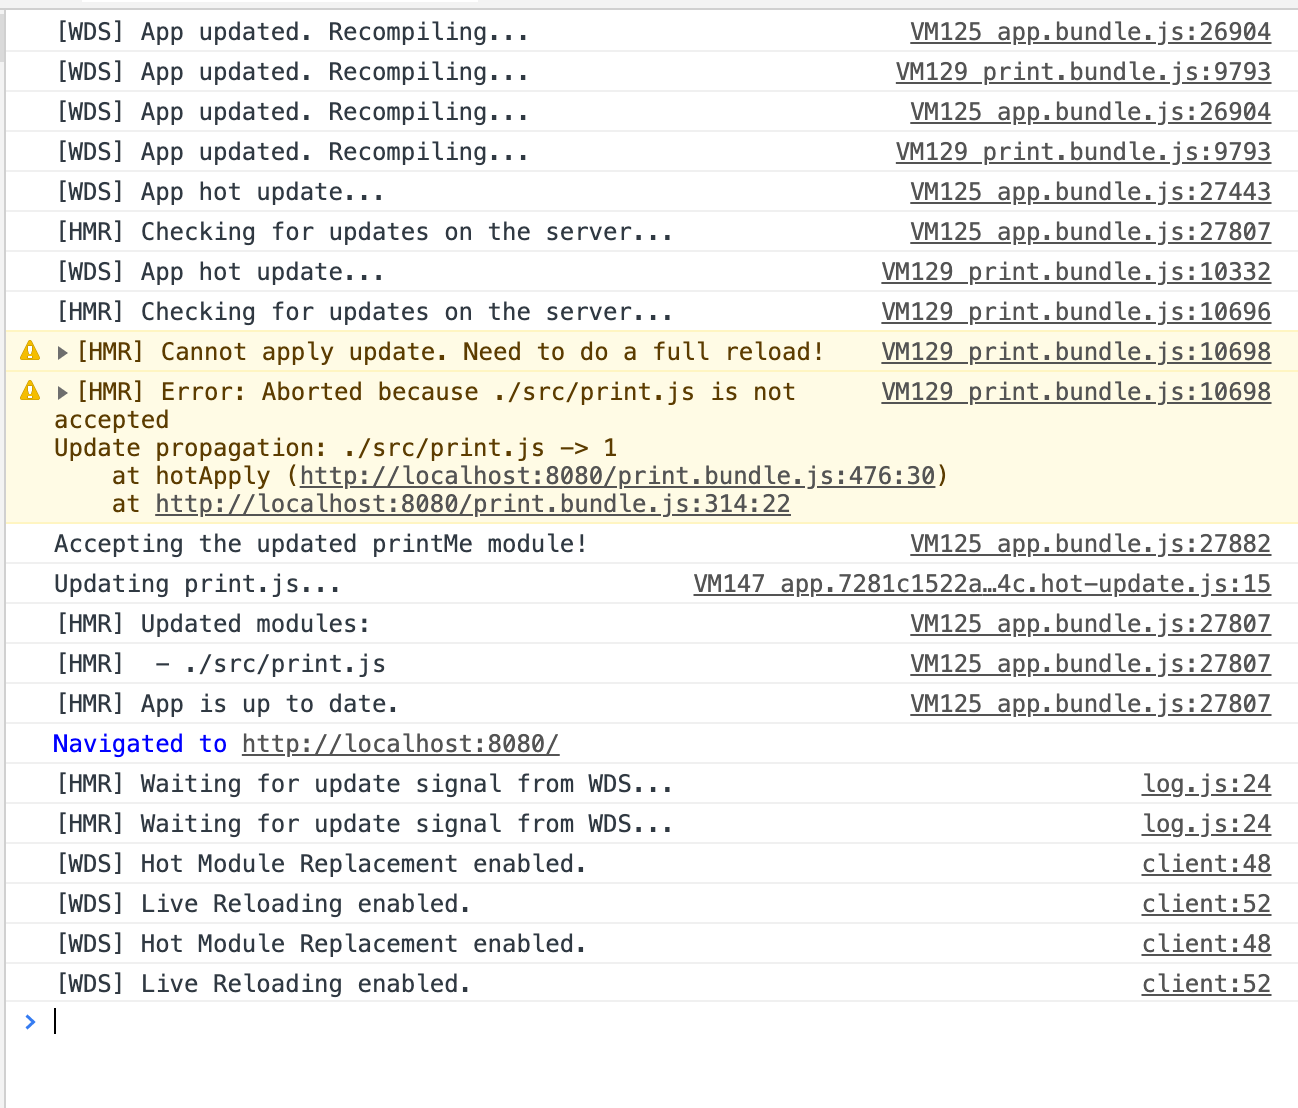 [WDS] App updated. Recompiling... VM125 app.bundle.js:26904
[WDS] App updated. Recompiling... VM129 print.bundle.js:9793
[WDS] App updated. Recompiling... VM125 app.bundle.js:26904
[WDS] App updated. Recompiling... VM129 print.bundle.js:9793
[WDS] App hot update... VM125 app.bundle.js:27443
[HMR] Checking for updates on the server... VM125 app.bundle.js:27807
[WDS] App hot update... VM129 print.bundle.js:10332
[HMR] Checking for updates on the server... VM129 print.bundle.js:10696
[HMR] Cannot apply update. Need to do a full reload! VM129 print.bundle.js:10698
[HMR] Error: Aborted because ./src/print.js is not VM129 print.bundle.js:10698
accepted
Update propagation: ./src/print.js -> 1
at hotApply (http://localhost:8080/print.bundle.js:476:30)
at http://localhost:8080/print.bundle.js:314:22
Accepting the updated printMe module! VM125 app.bundle.js:27882
Updating print.js... VM147 app.7281c1522a…4c.hot-update.js:15
[HMR] Updated modules: VM125 app.bundle.js:27807
[HMR]  - ./src/print.js VM125 app.bundle.js:27807
[HMR] App is up to date. VM125 app.bundle.js:27807
Navigated to http://localhost:8080/
[HMR] Waiting for update signal from WDS... log.js:24
[HMR] Waiting for update signal from WDS... log.js:24
[WDS] Hot Module Replacement enabled. client:48
[WDS] Live Reloading enabled. client:52
[WDS] Hot Module Replacement enabled. client:48
[WDS] Live Reloading enabled. client:52